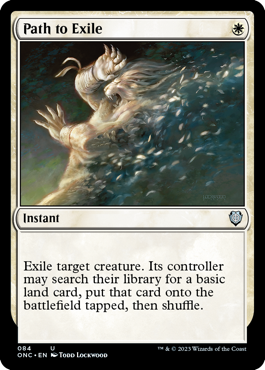 Path to Exile
Instant
Exile target creature. Its controller
may search their library for a basic
land card, put that card onto the
battlefield tapped, then shuffle.
084 U
ONC • EN Todd Lockwood
™ & © 2023 Wizards of the Coast